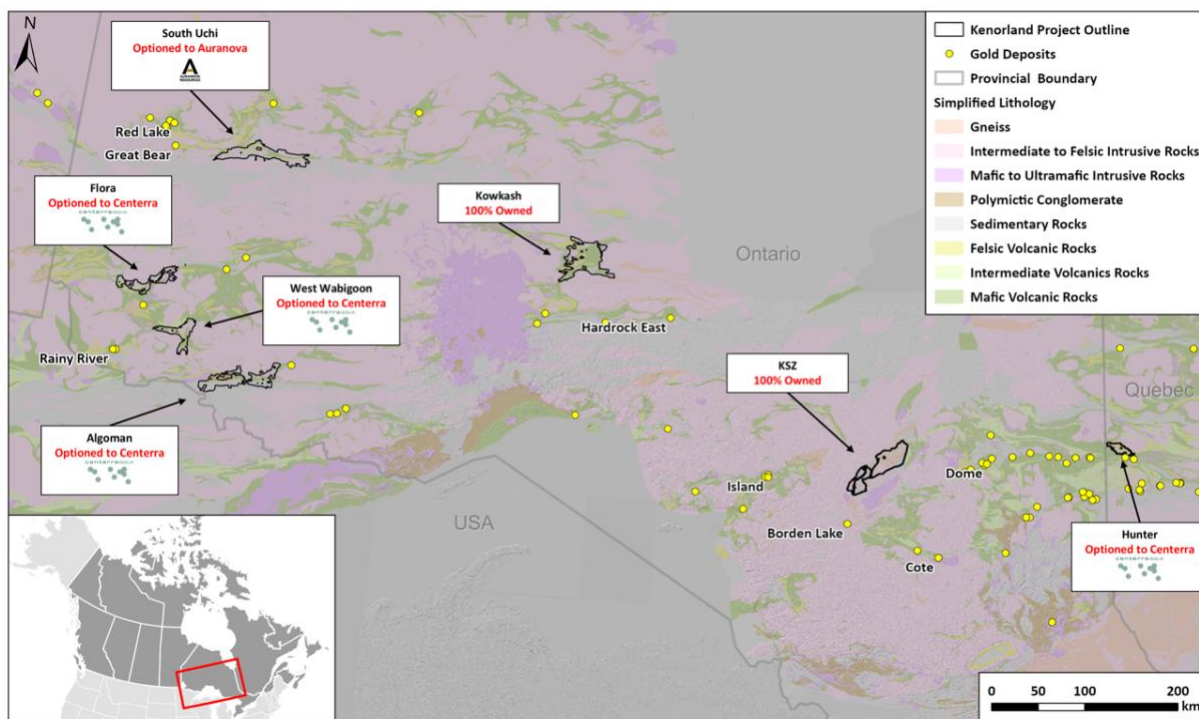 N
South Uchi
Optioned to Auranova
Red Lake
Great Bear
Flora
Optioned to Centerra
centerraGOLD
Kowkash
100% Owned
West Wabigoon
Optioned to Centerra
centerraGOLD
Rainy River
Hardrock East
Ontario
Algoman
Optioned to Centerra
centerraGOLD
KSZ
100% Owned
Quebec
Island
Dome
Borden Lake
Cote
USA
Hunter
Optioned to Centerra
centerraGOLD
Kenorland Project Outline
Gold Deposits
Provincial Boundary
Simplified Lithology
Gneiss
Intermediate to Felsic Intrusive Rocks
Mafic to Ultramafic Intrusive Rocks
Polymictic Conglomerate
Sedimentary Rocks
Felsic Volcanic Rocks
Intermediate Volcanics Rocks
Mafic Volcanic Rocks
0 50 100 200
km